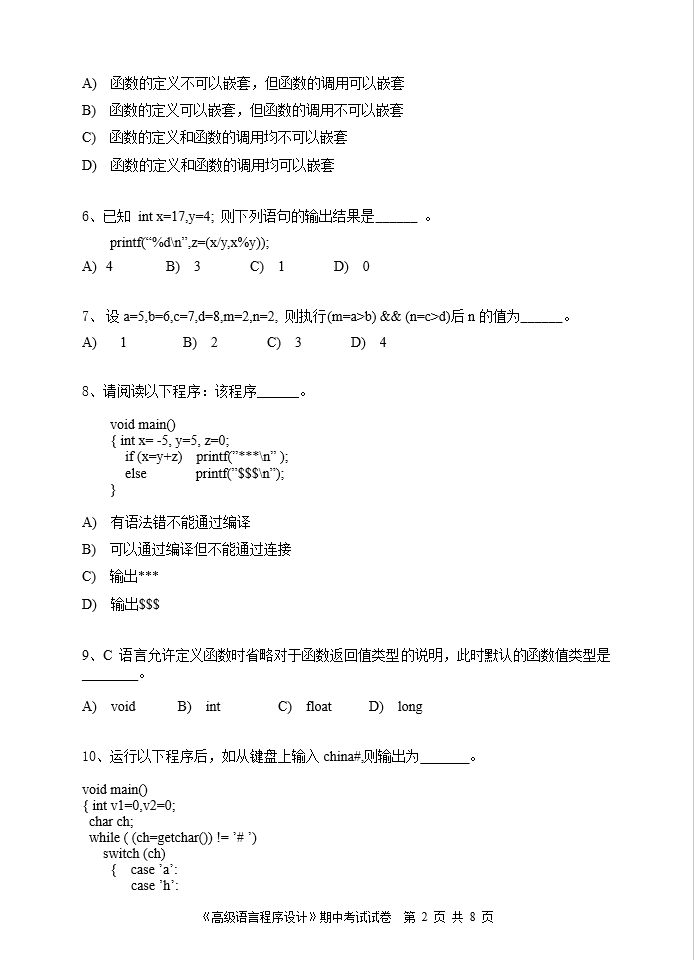 A) 函数的定义不可以嵌套，但函数的调用可以嵌套
B) 函数的定义可以嵌套，但函数的调用不可以嵌套
C) 函数的定义和函数的调用均不可以嵌套
D) 函数的定义和函数的调用均可以嵌套
6、已知 int x=17,y=4; 则下列语句的输出结果是______ 。
printf(“%d\n”,z=(x/y,x%y));
A) 4 B) 3 C) 1 D) 0
7、设 a=5,b=6,c=7,d=8,m=2,n=2, 则执行(m=a>b) && (n=c>d)后 n 的值为______。
A) 1 B) 2 C) 3 D) 4
8、请阅读以下程序：该程序______。
void main()
{ int x= -5, y=5, z=0;
if (x=y+z) printf(”***\n” );
else printf(”$$$\n”);
}
A) 有语法错不能通过编译
B) 可以通过编译但不能通过连接
C) 输出***
D) 输出$$$
9、C 语言允许定义函数时省略对于函数返回值类型的说明，此时默认的函数值类型是
________。
A) void B) int C) float D) long
10、运行以下程序后，如从键盘上输入 china#,则输出为_______。
void main()
{ int v1=0,v2=0;
char ch;
while ( (ch=getchar()) != ’# ’)
switch (ch)
{ case ’a’:
case ’h’:
《高级语言程序设计》期中考试试卷 第 2 页 共 8 页